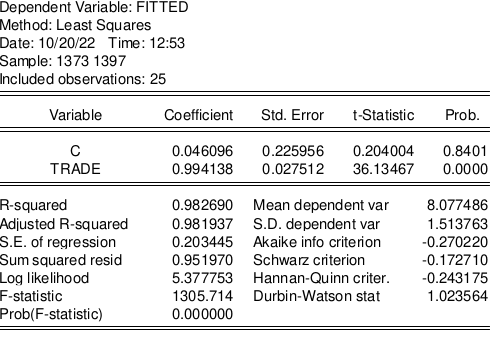 Dependent Variable: FITTED
Method: Least Squares
Date: 10/20/22 Time: 12:53
Sample: 1373 1397
Included observations: 25
Variable Coefficient Std. Error t-Statistic Prob.
C 0.046096 0.225956 0.204004 0.8401
TRADE 0.994138 0.027512 36.13467 0.0000
R-squared 0.982690 Mean dependent var 8.077486
Adjusted R-squared 0.981937 S.D. dependent var 1.513763
S.E. of regression 0.203445 Akaike info criterion -0.270220
Sum squared resid 0.951970 Schwarz criterion -0.172710
Log likelihood 5.377753 Hannan-Quinn criter. -0.243175
F-statistic 1305.714 Durbin-Watson stat 1.023564
Prob(F-statistic) 0.000000